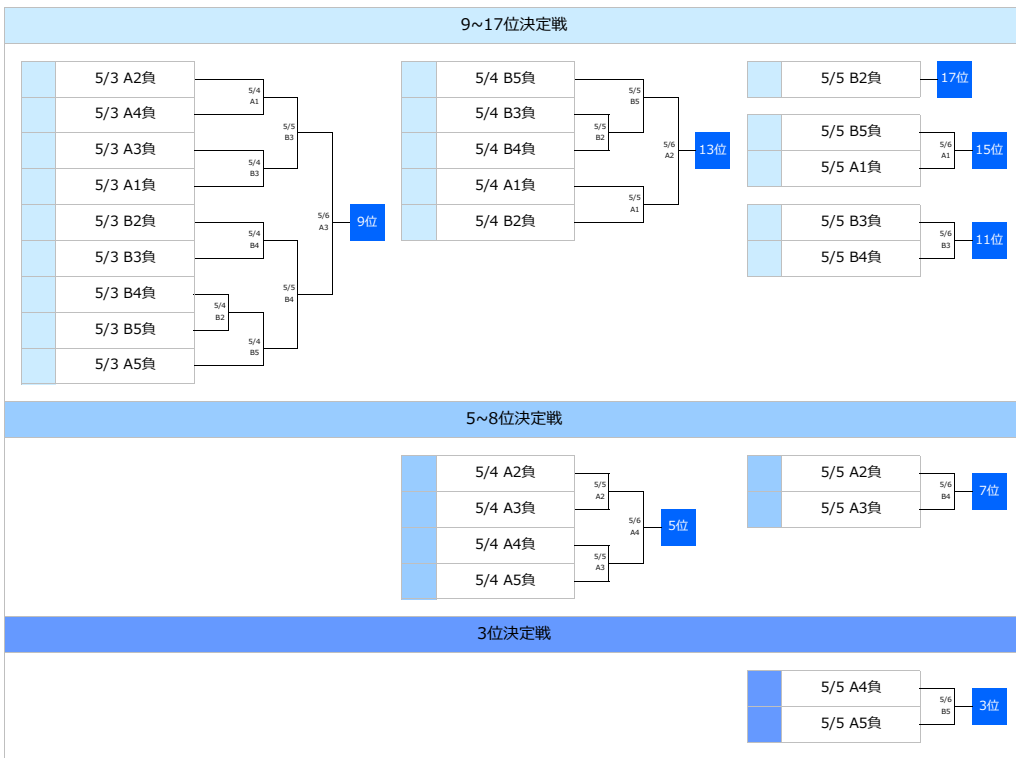 9~17位決定戦
5/3 A2負
5/3 A4負
5/3 A3負
5/3 A1負
5/3 B2負
5/3 B3負
5/3 B4負
5/3 B5負
5/3 A5負
5/4
A1
5/4
B3
5/4
B4
5/4
B2
5/4
B5
5/5
B3
5/5
B4
5/6
A3
9位
5/4 B5負
5/4 B3負
5/4 B4負
5/4 A1負
5/4 B2負
5/5
B5
5/5
B2
5/5
A1
5/6
A2
13位
5/5 B2負
17位
5/5 B5負
5/5 A1負
5/6
A1
15位
5/5 B3負
5/5 B4負
5/6
B3
11位
5~8位決定戦
5/4 A2負
5/4 A3負
5/4 A4負
5/4 A5負
5/5
A2
5/5
A3
5/6
A4
5位
5/5 A2負
5/5 A3負
5/6
B4
7位
3位決定戦
5/5 A4負
5/5 A5負
5/6
B5
3位